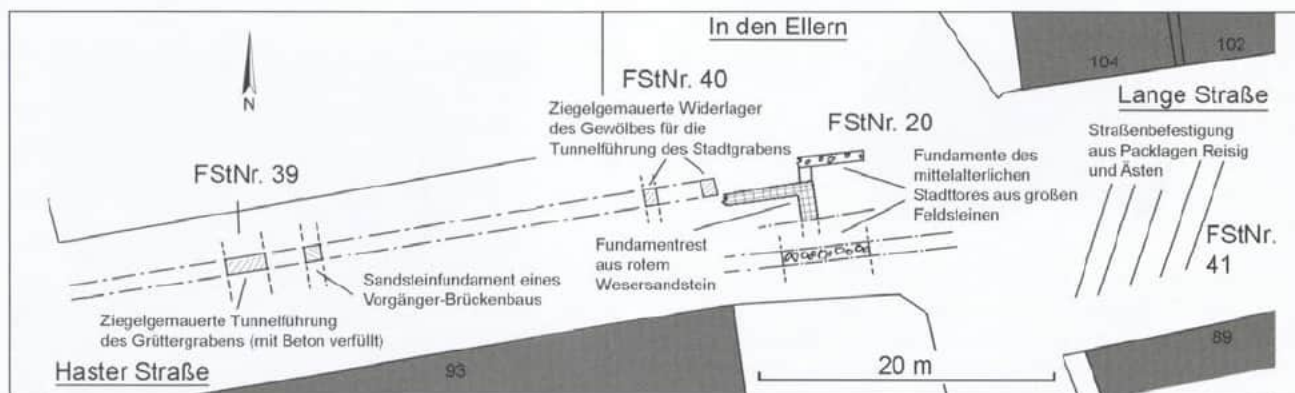 In den Ellern
104
102
N
FStNr. 40
Ziegelgemauerte Widerlager
des Gewölbes für die
Tunnelführung des Stadtgrabens
FStNr. 20
Lange Straße
Straßenbefestigung
aus Packlagen Reisig
und Ästen
Fundamente des
mittelalterlichen
Stadttores aus großen
Feldsteinen
FStNr. 39
FStNr.
41
Fundamentrest
aus rotem
Wesersandstein
Sandsteinfundament eines
Vorgänger-Brückenbaus
Ziegelgemauerte Tunnelführung
des Grüttergrabens (mit Beton verfüllt)
Haster Straße
93
20 m
89